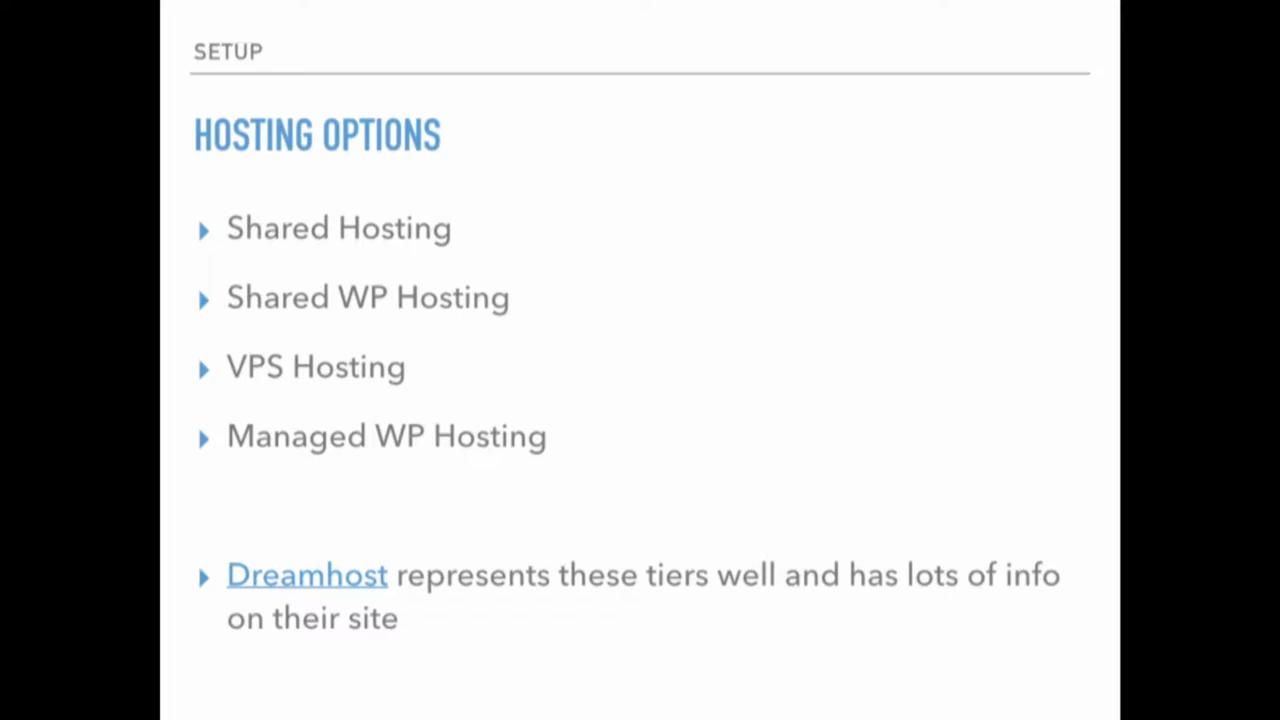 SETUP
HOSTING OPTIONS
Shared Hosting
Shared WP Hosting
VPS Hosting
Managed WP Hosting
Dreamhost represents these tiers well and has lots of info
on their site